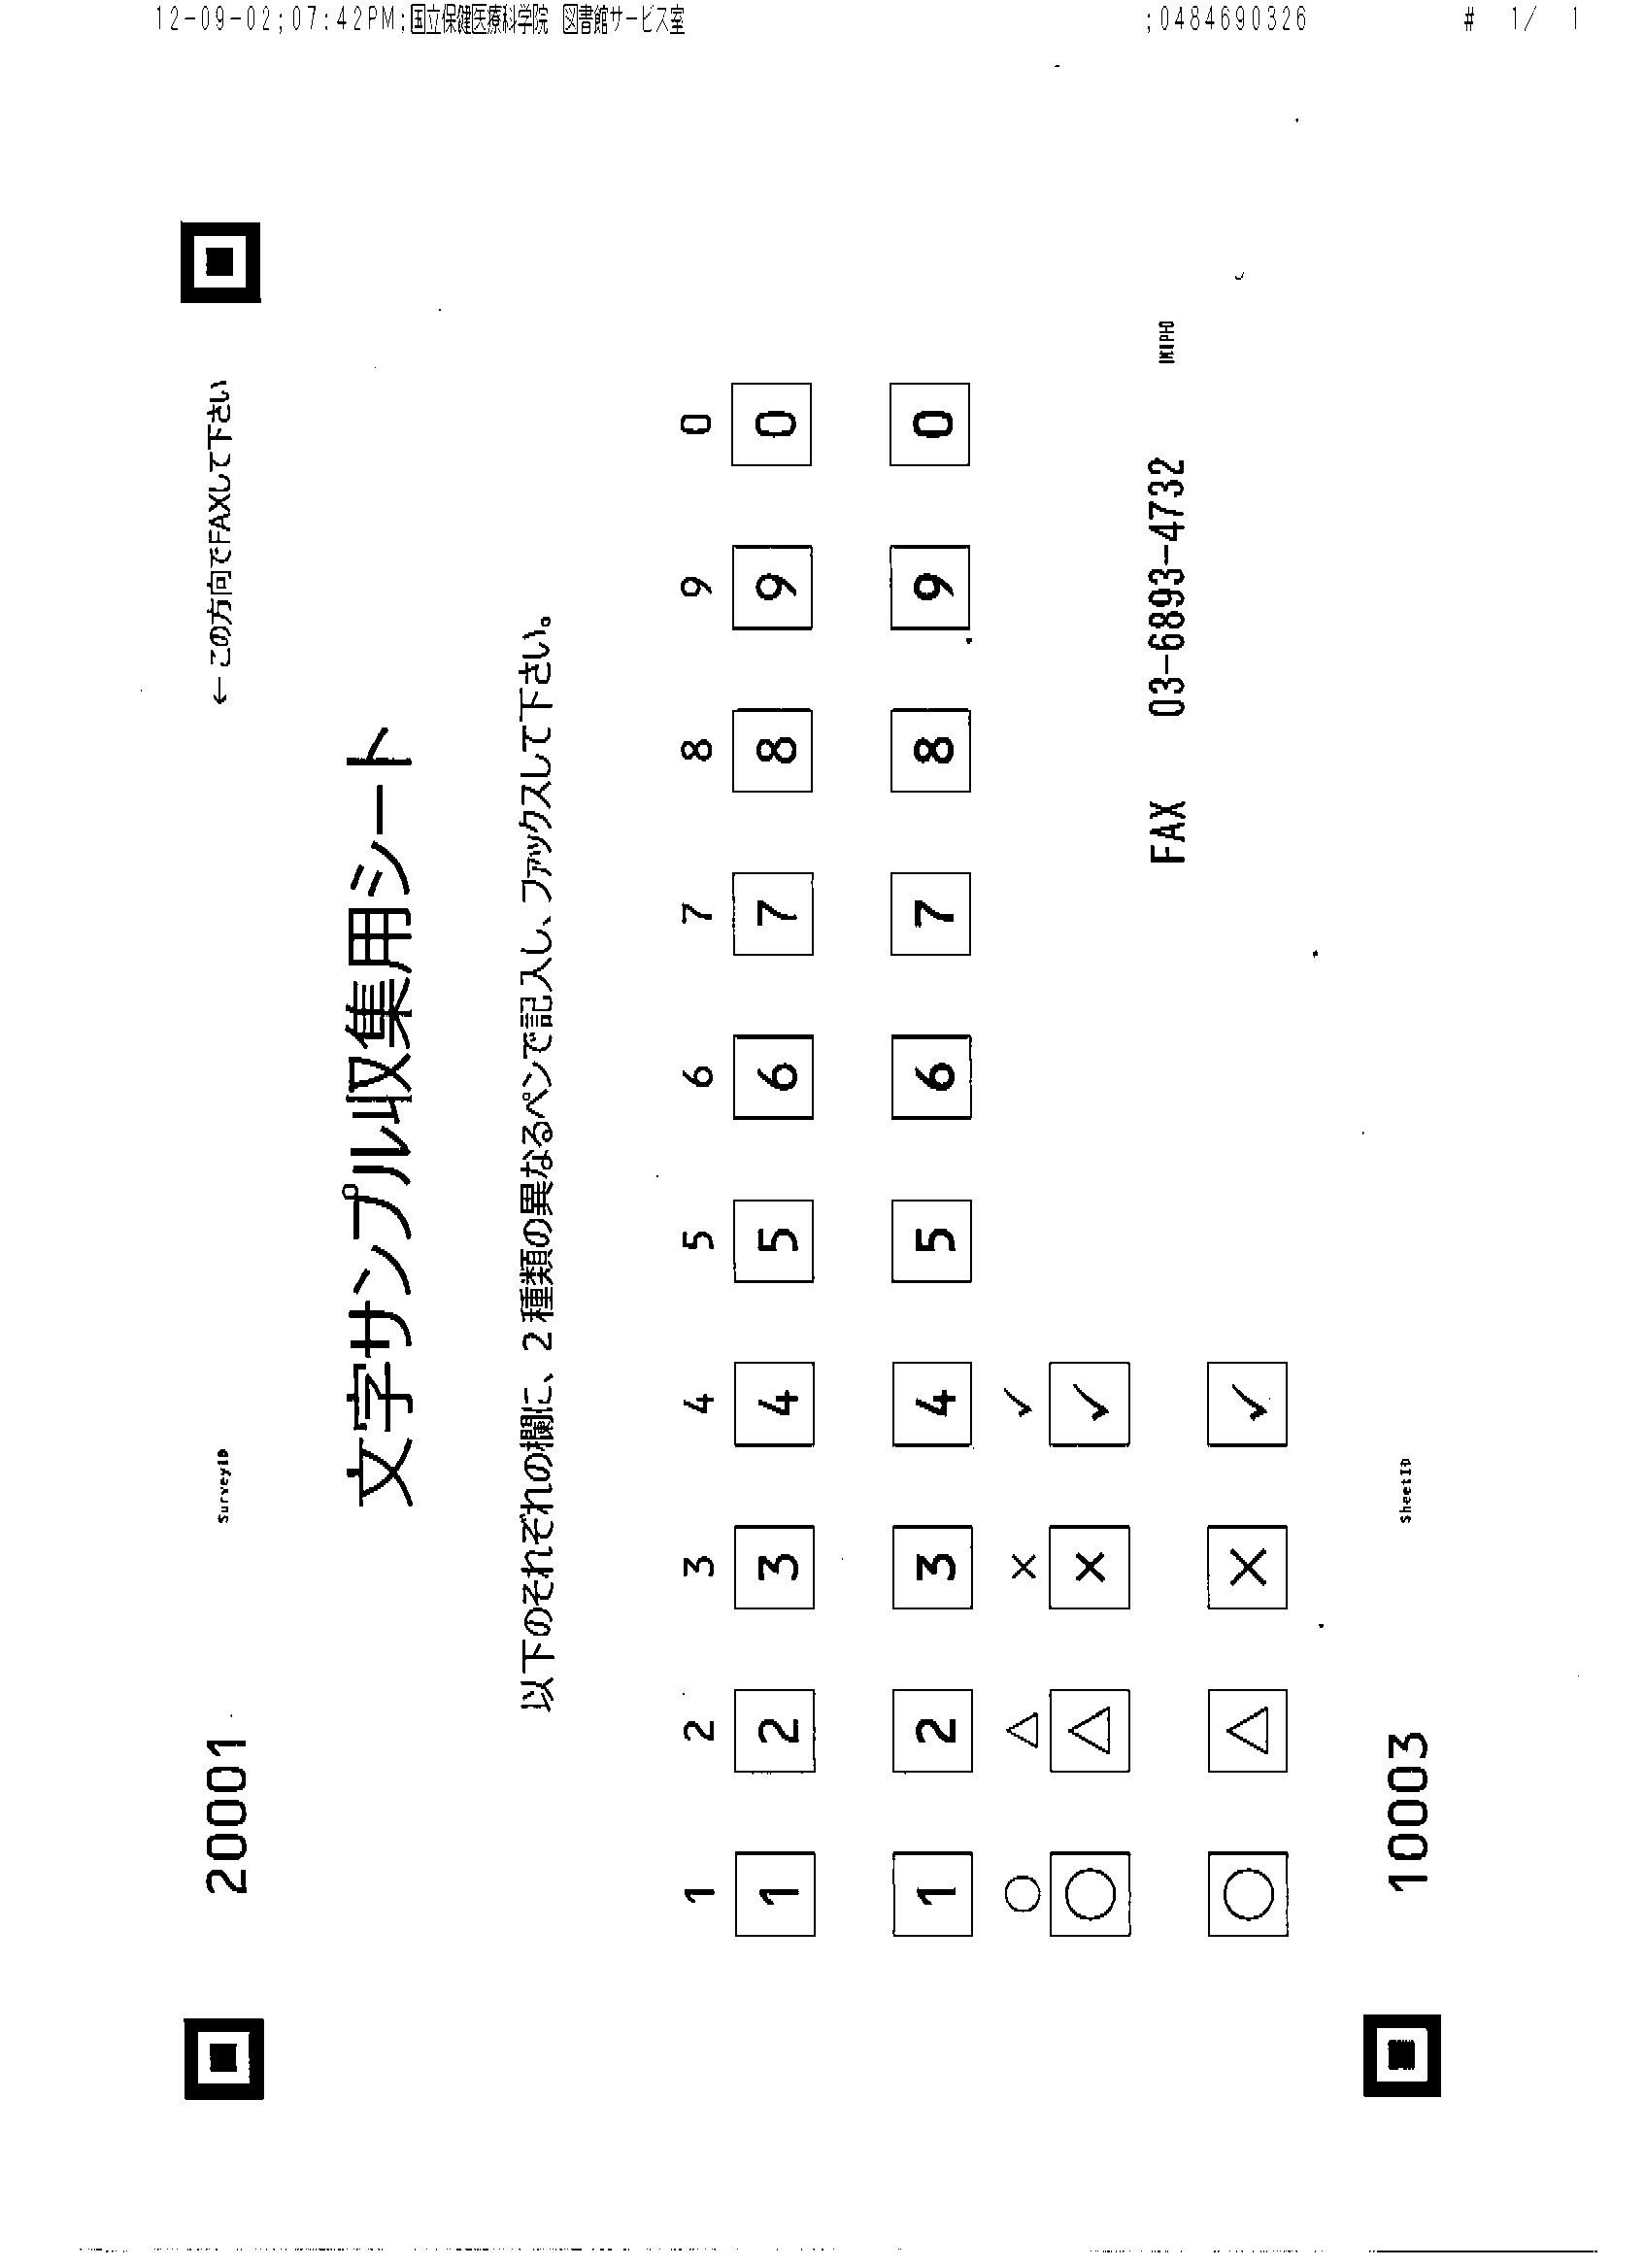 12-09-02;07:42PM;国立保健医療科学院 図書館サービス室 ;0484690326 # 1/ 1
20001 SurveyID ← この方向でFAXして下さい
文字サンプル収集用シート
以下のそれぞれの欄に、2種類の異なるペンで記入し、ファックスして下さい。
1 2 3 4 5 6 7 8 9 0
1 2 3 4 5 6 7 8 9 0
1 2 3 4 5 6 7 8 9 0
○ △ × ✓
○ △ × ✓
FAX 03-6893-4732
○ △ × ✓
10003 SheetID